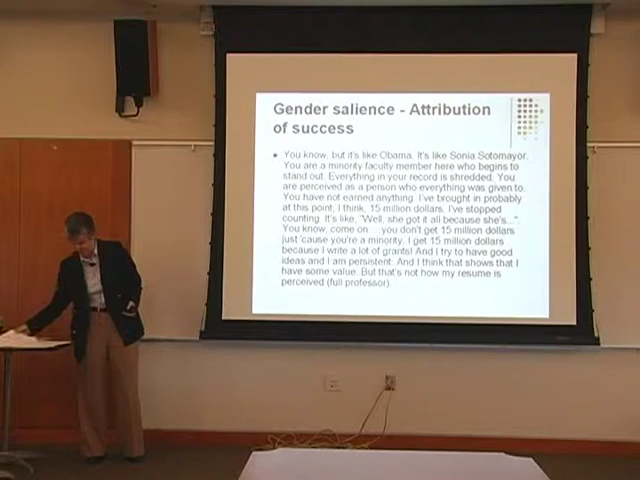 Gender salience - Attribution
of success
You know, but it's like Obama. It's like Sonia Sotomayor.
You are a minority faculty member here who begins to
stand out. Everything in your record is shredded. You
are perceived as a person who everything was given to.
You have not earned anything. I've brought in probably
at this point, I think, 15 million dollars. I've stopped
counting. It's like, "Well, she got it all because she's...".
You know, come on... you don't get 15 million dollars
just 'cause you're a minority. I get 15 million dollars
because I write a lot of grants! And I try to have good
ideas and I am persistent. And I think that shows that I
have some value. But that's not how my resume is
perceived (full professor).